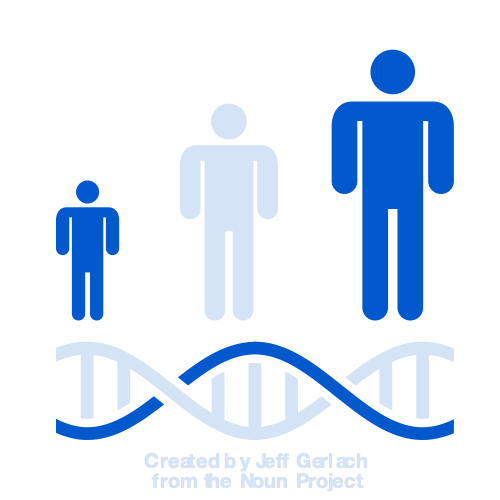 Created by Jeff Gerlach
from the Noun Project